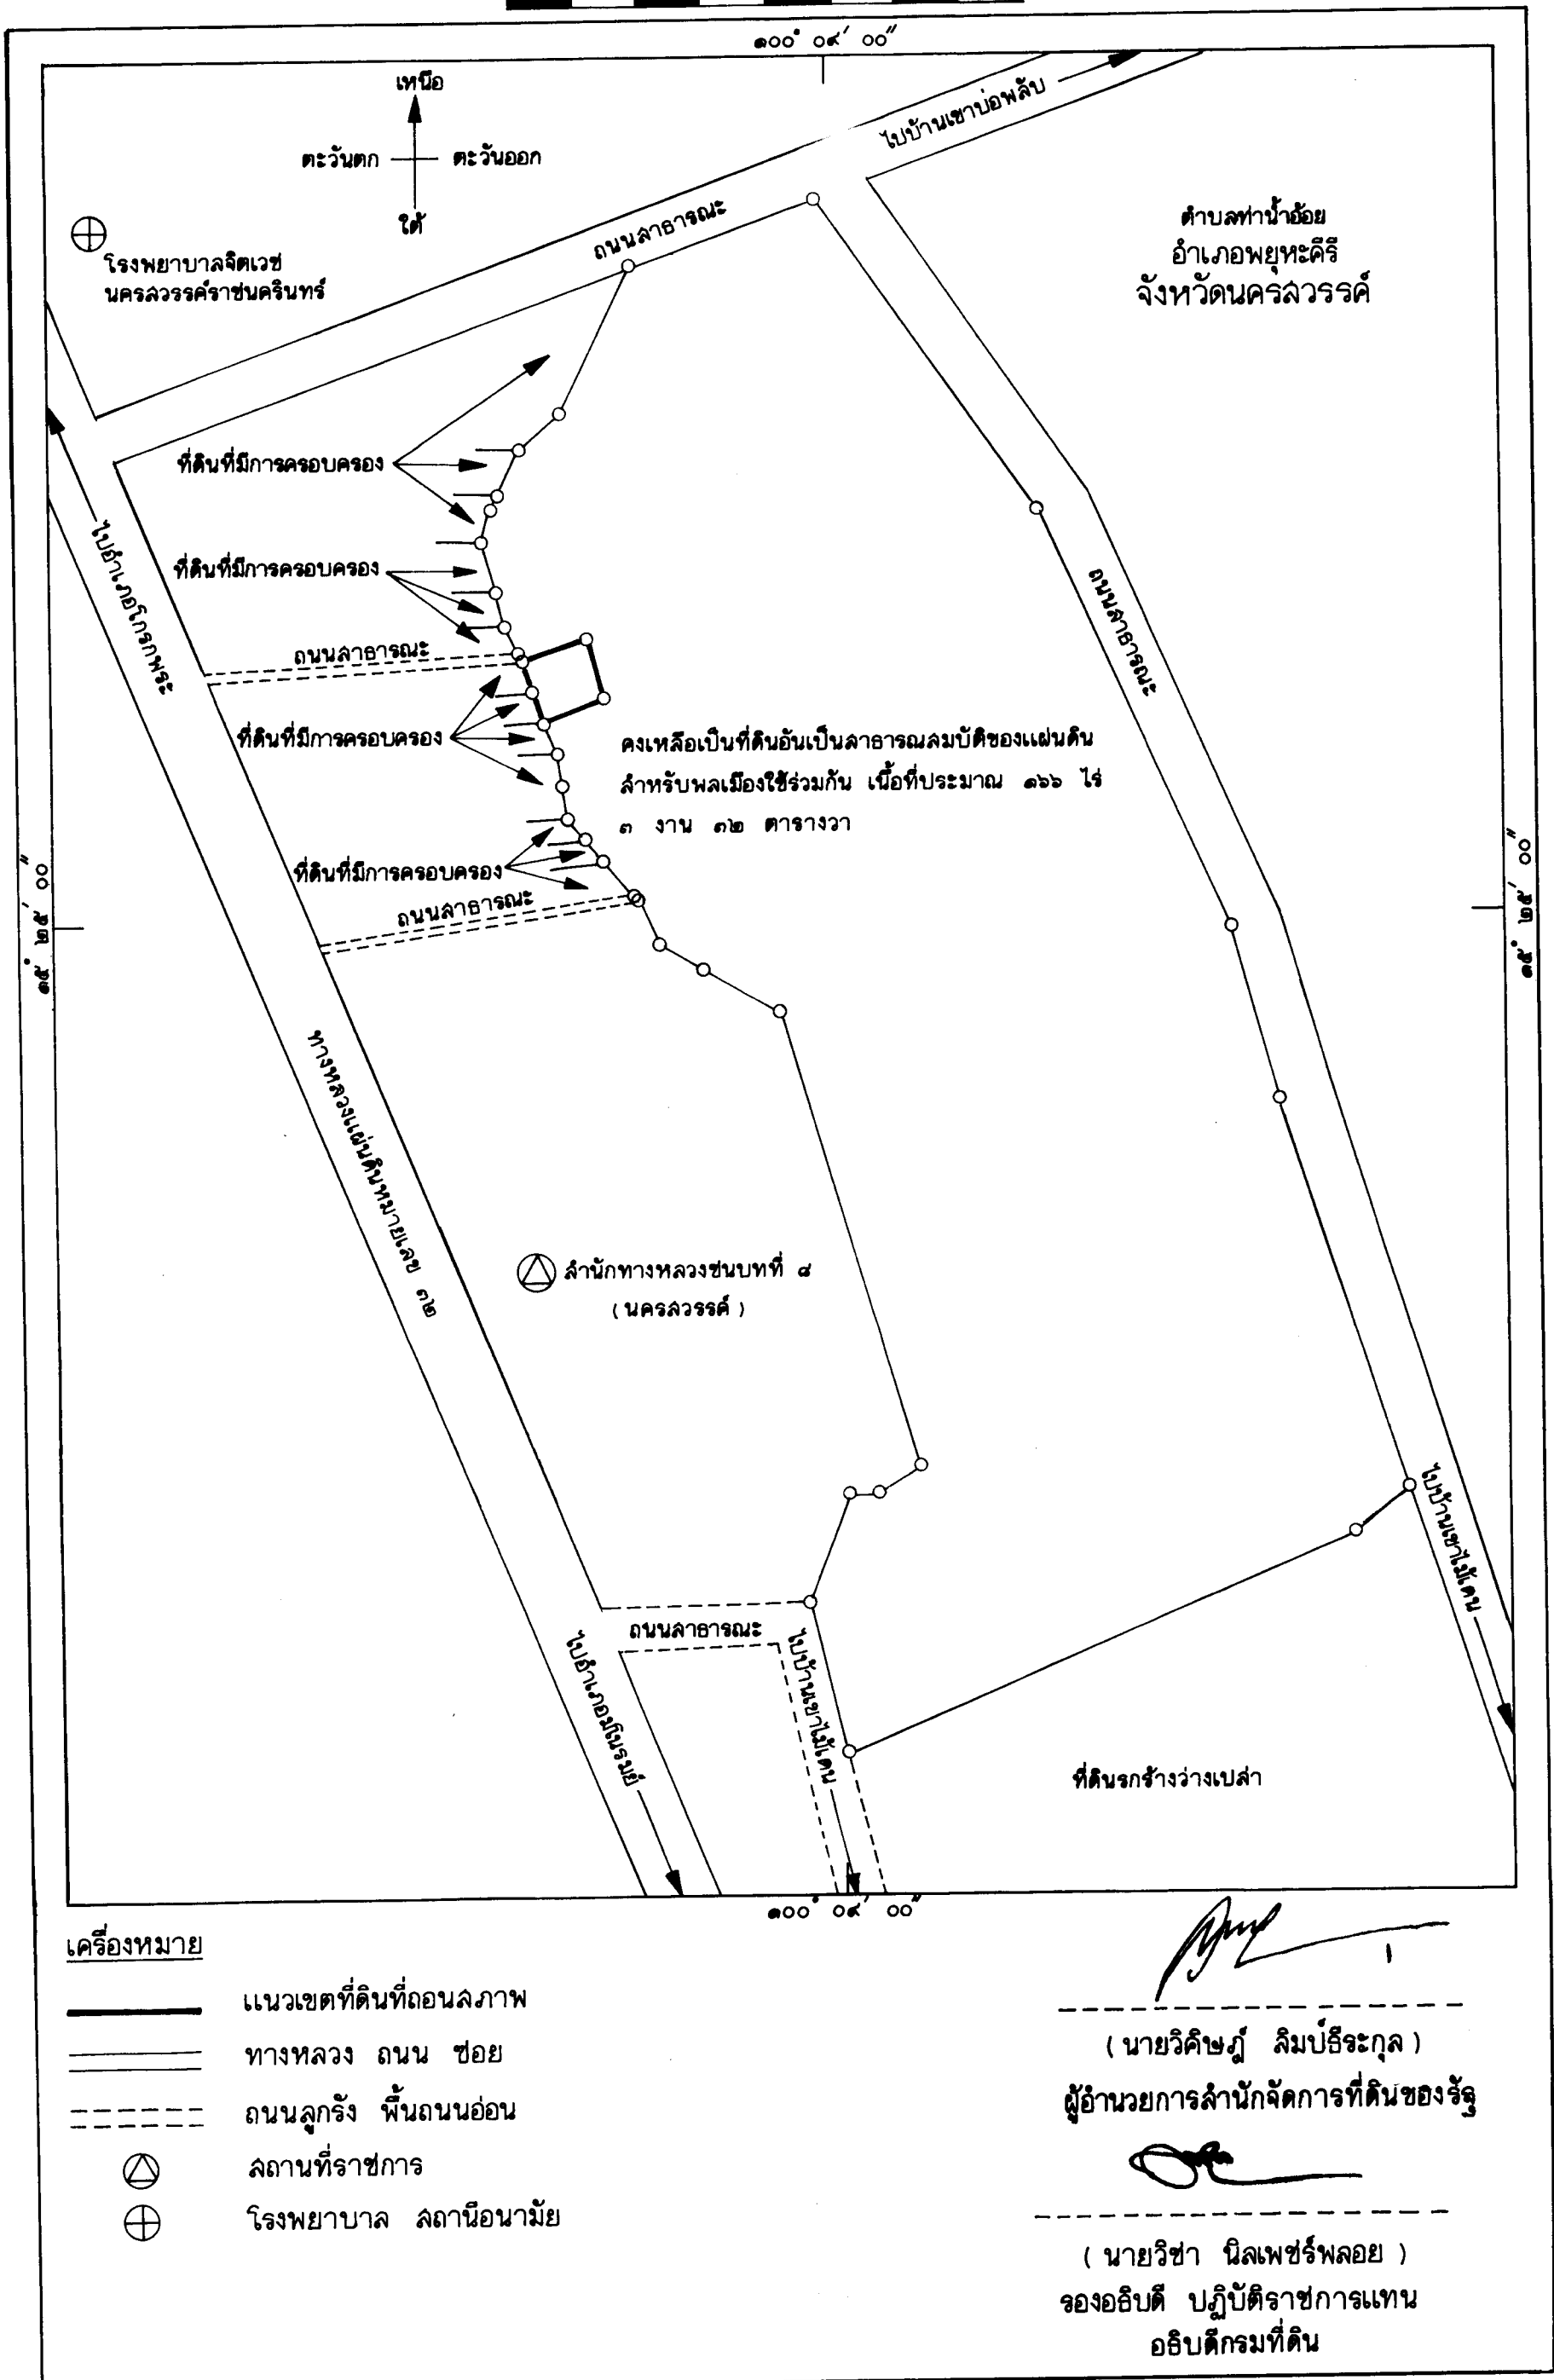 ๑๐๐° ๐๙′ ๐๐″
เหนือ
ตะวันตก ตะวันออก
ใต้
ไปบ้านเขาบ่อพลับ
ถนนสาธารณะ
ตำบลท่าน้ำอ้อย
อำเภอพยุหะคีรี
จังหวัดนครสวรรค์
โรงพยาบาลจิตเวช
นครสวรรค์ราชนครินทร์
ที่ดินที่มีการครอบครอง
ไปอำเภอโกรกพระ
ที่ดินที่มีการครอบครอง
ถนนสาธารณะ
ถนนสาธารณะ
ที่ดินที่มีการครอบครอง
คงเหลือเป็นที่ดินอันเป็นสาธารณสมบัติของแผ่นดิน
สำหรับพลเมืองใช้ร่วมกัน เนื้อที่ประมาณ ๑๖๖ ไร่
๓ งาน ๓๒ ตารางวา
ที่ดินที่มีการครอบครอง
ถนนสาธารณะ
๑๕° ๒๕′ ๐๐″
๑๕° ๒๕′ ๐๐″
ทางหลวงแผ่นดินหมายเลข ๓๒
สำนักทางหลวงชนบทที่ ๘
(นครสวรรค์)
ไปบ้านเขาไม้เดน
ถนนสาธารณะ
ไปอำเภอมโนรมย์
ไปบ้านเขาไม้เดน
ที่ดินรกร้างว่างเปล่า
๑๐๐° ๐๙′ ๐๐″
เครื่องหมาย
แนวเขตที่ดินที่ถอนสภาพ
ทางหลวง ถนน ซอย
ถนนลูกรัง พื้นถนนอ่อน
สถานที่ราชการ
โรงพยาบาล สถานีอนามัย
(นายวิศิษฎ์ ลิมป์ธีระกุล)
ผู้อำนวยการสำนักจัดการที่ดินของรัฐ
(นายวิชา นิลเพชร์พลอย)
รองอธิบดี ปฏิบัติราชการแทน
อธิบดีกรมที่ดิน